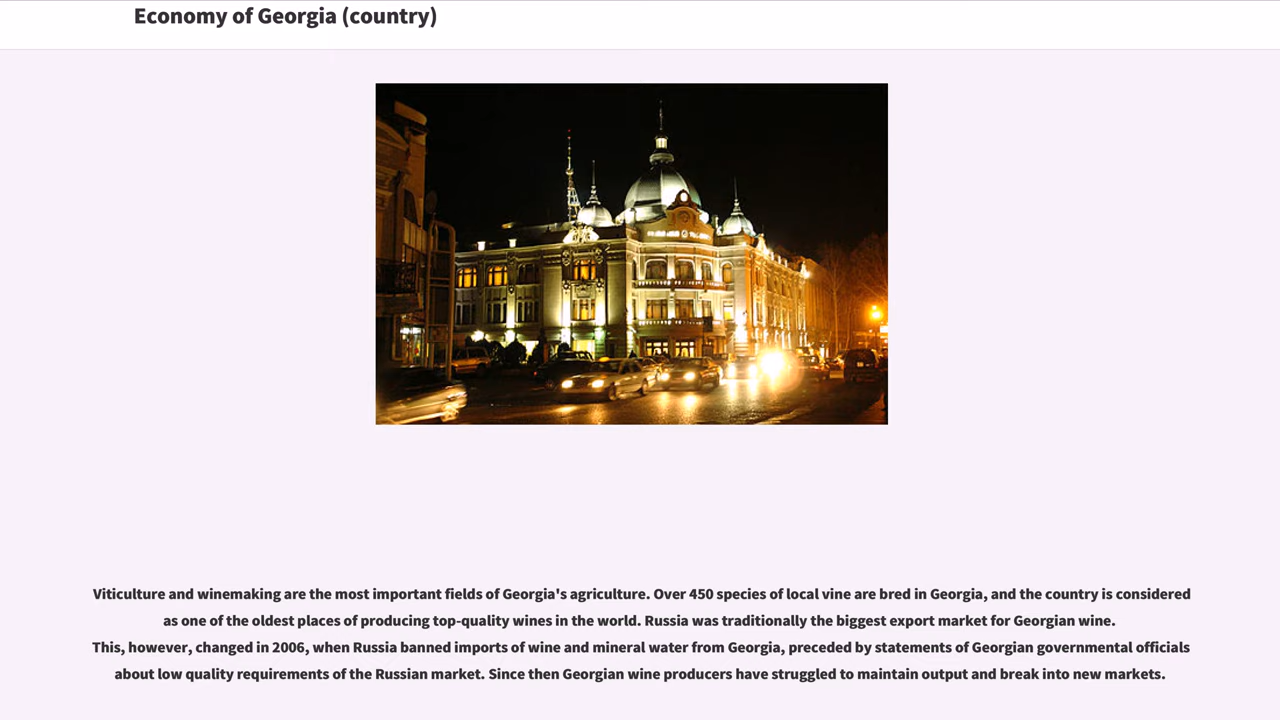 Economy of Georgia (country)
Viticulture and winemaking are the most important fields of Georgia's agriculture. Over 450 species of local vine are bred in Georgia, and the country is considered
as one of the oldest places of producing top-quality wines in the world. Russia was traditionally the biggest export market for Georgian wine.
This, however, changed in 2006, when Russia banned imports of wine and mineral water from Georgia, preceded by statements of Georgian governmental officials
about low quality requirements of the Russian market. Since then Georgian wine producers have struggled to maintain output and break into new markets.